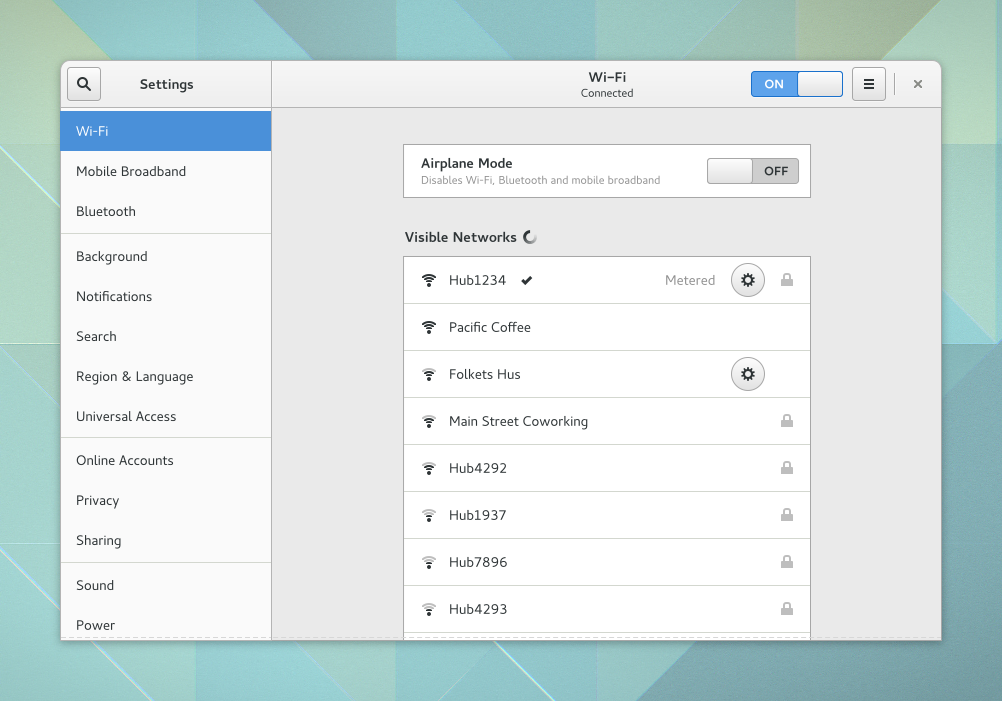 Settings
Wi-Fi
Connected
ON
Wi-Fi
Mobile Broadband
Bluetooth
Background
Notifications
Search
Region & Language
Universal Access
Online Accounts
Privacy
Sharing
Sound
Power
Airplane Mode
Disables Wi-Fi, Bluetooth and mobile broadband
OFF
Visible Networks
Hub1234 Metered
Pacific Coffee
Folkets Hus
Main Street Coworking
Hub4292
Hub1937
Hub7896
Hub4293